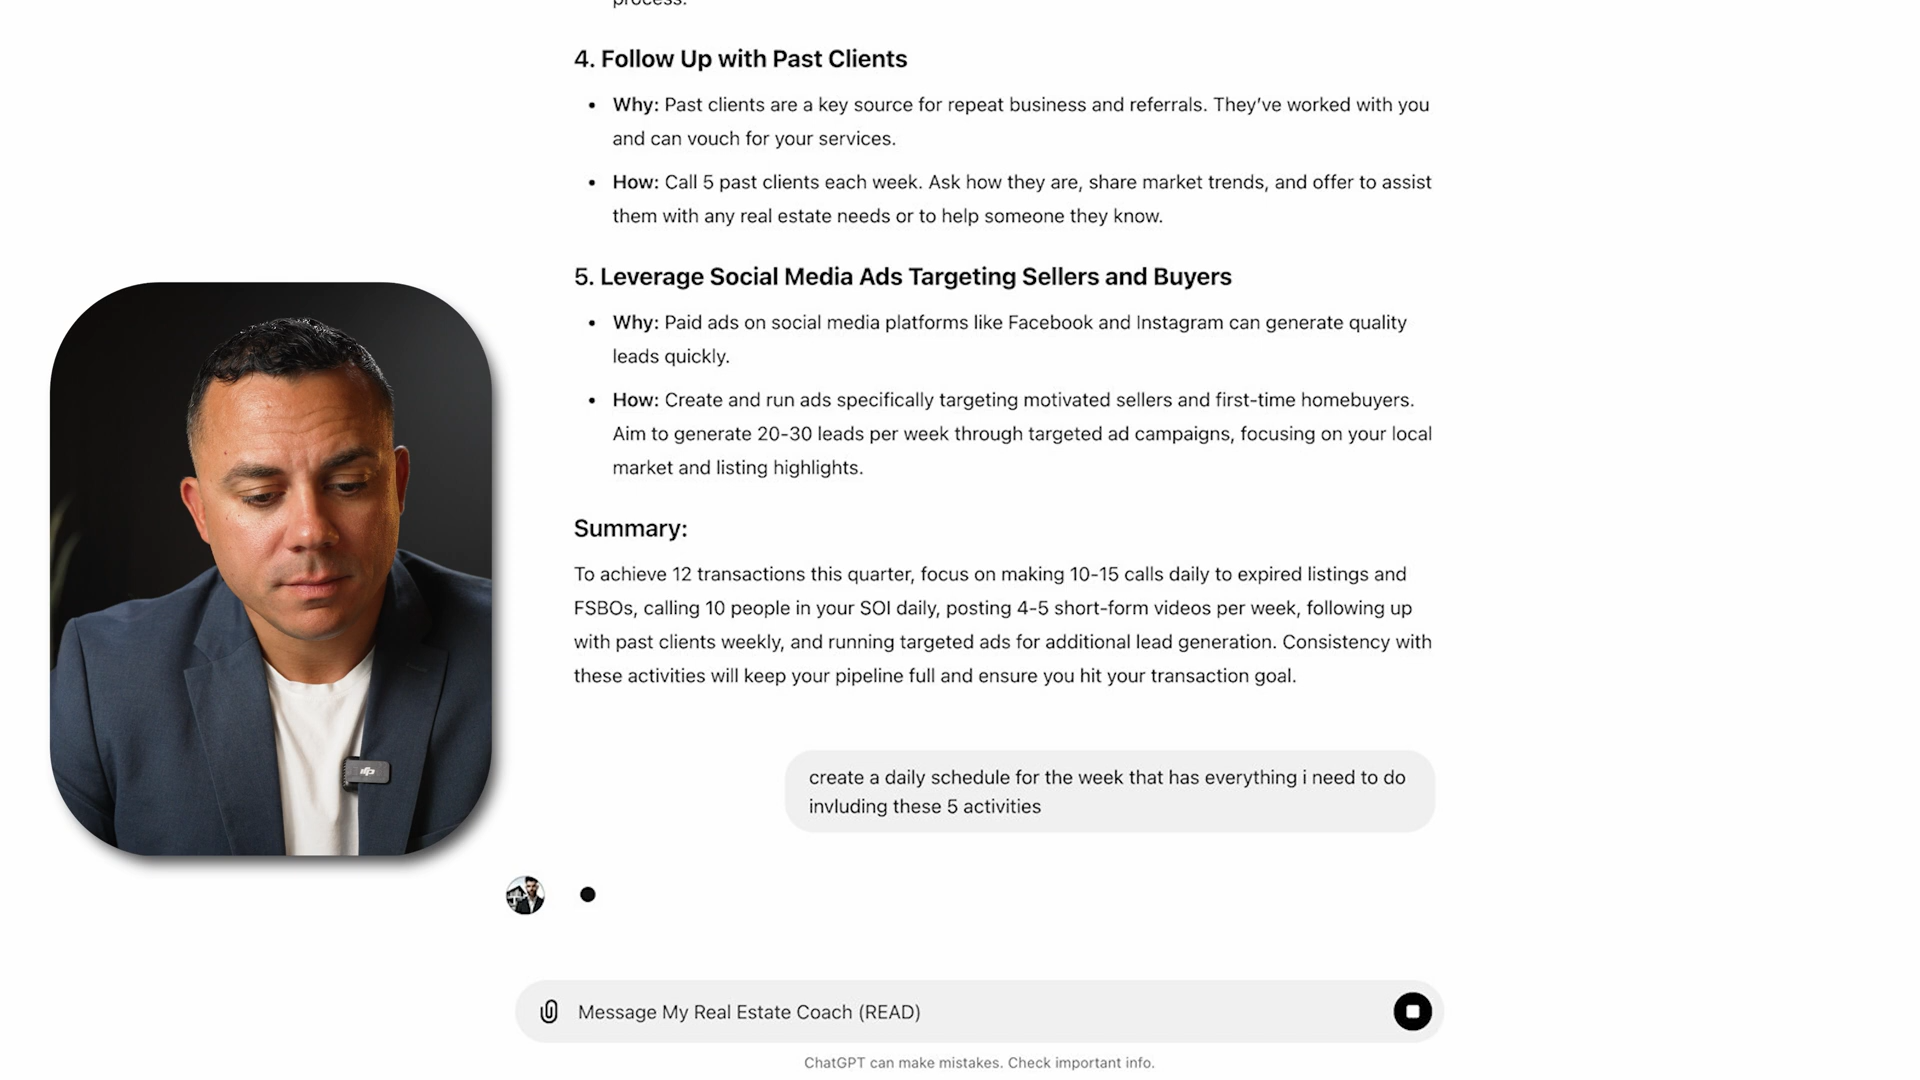 process.
4. Follow Up with Past Clients
• Why: Past clients are a key source for repeat business and referrals. They’ve worked with you
and can vouch for your services.
• How: Call 5 past clients each week. Ask how they are, share market trends, and offer to assist
them with any real estate needs or to help someone they know.
5. Leverage Social Media Ads Targeting Sellers and Buyers
• Why: Paid ads on social media platforms like Facebook and Instagram can generate quality
leads quickly.
• How: Create and run ads specifically targeting motivated sellers and first-time homebuyers.
Aim to generate 20-30 leads per week through targeted ad campaigns, focusing on your local
market and listing highlights.
Summary:
To achieve 12 transactions this quarter, focus on making 10-15 calls daily to expired listings and
FSBOs, calling 10 people in your SOI daily, posting 4-5 short-form videos per week, following up
with past clients weekly, and running targeted ads for additional lead generation. Consistency with
these activities will keep your pipeline full and ensure you hit your transaction goal.
create a daily schedule for the week that has everything i need to do
invluding these 5 activities
Message My Real Estate Coach (READ)
ChatGPT can make mistakes. Check important info.